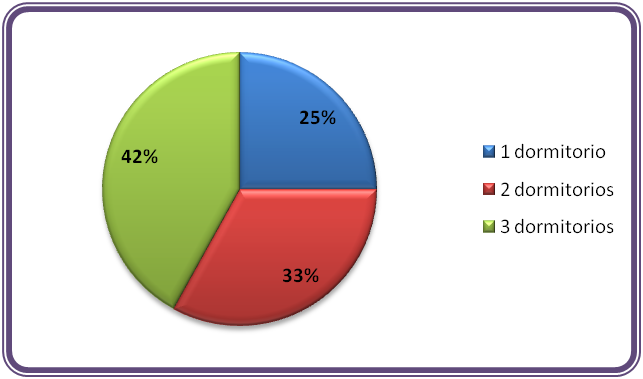 25%
42%
33%
1 dormitorio
2 dormitorios
3 dormitorios